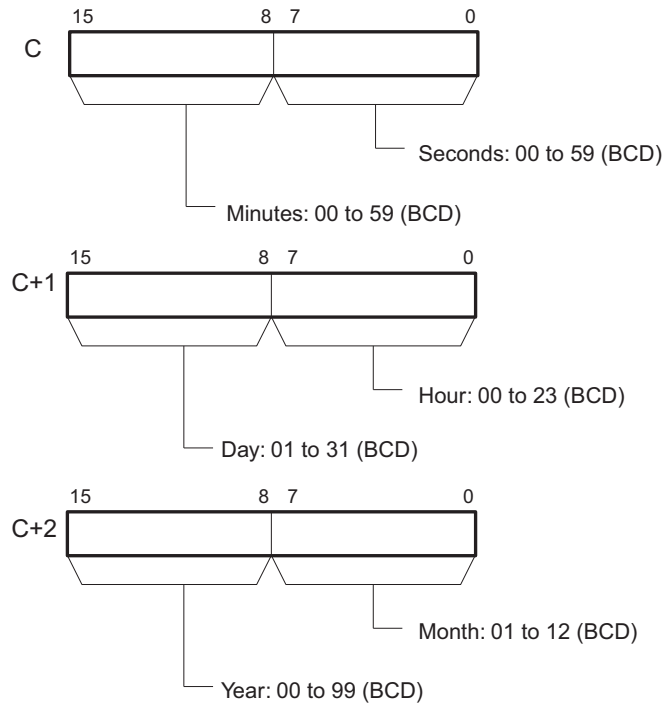 15 8 7 0
C
Seconds: 00 to 59 (BCD)
Minutes: 00 to 59 (BCD)
15 8 7 0
C+1
Hour: 00 to 23 (BCD)
Day: 01 to 31 (BCD)
15 8 7 0
C+2
Month: 01 to 12 (BCD)
Year: 00 to 99 (BCD)